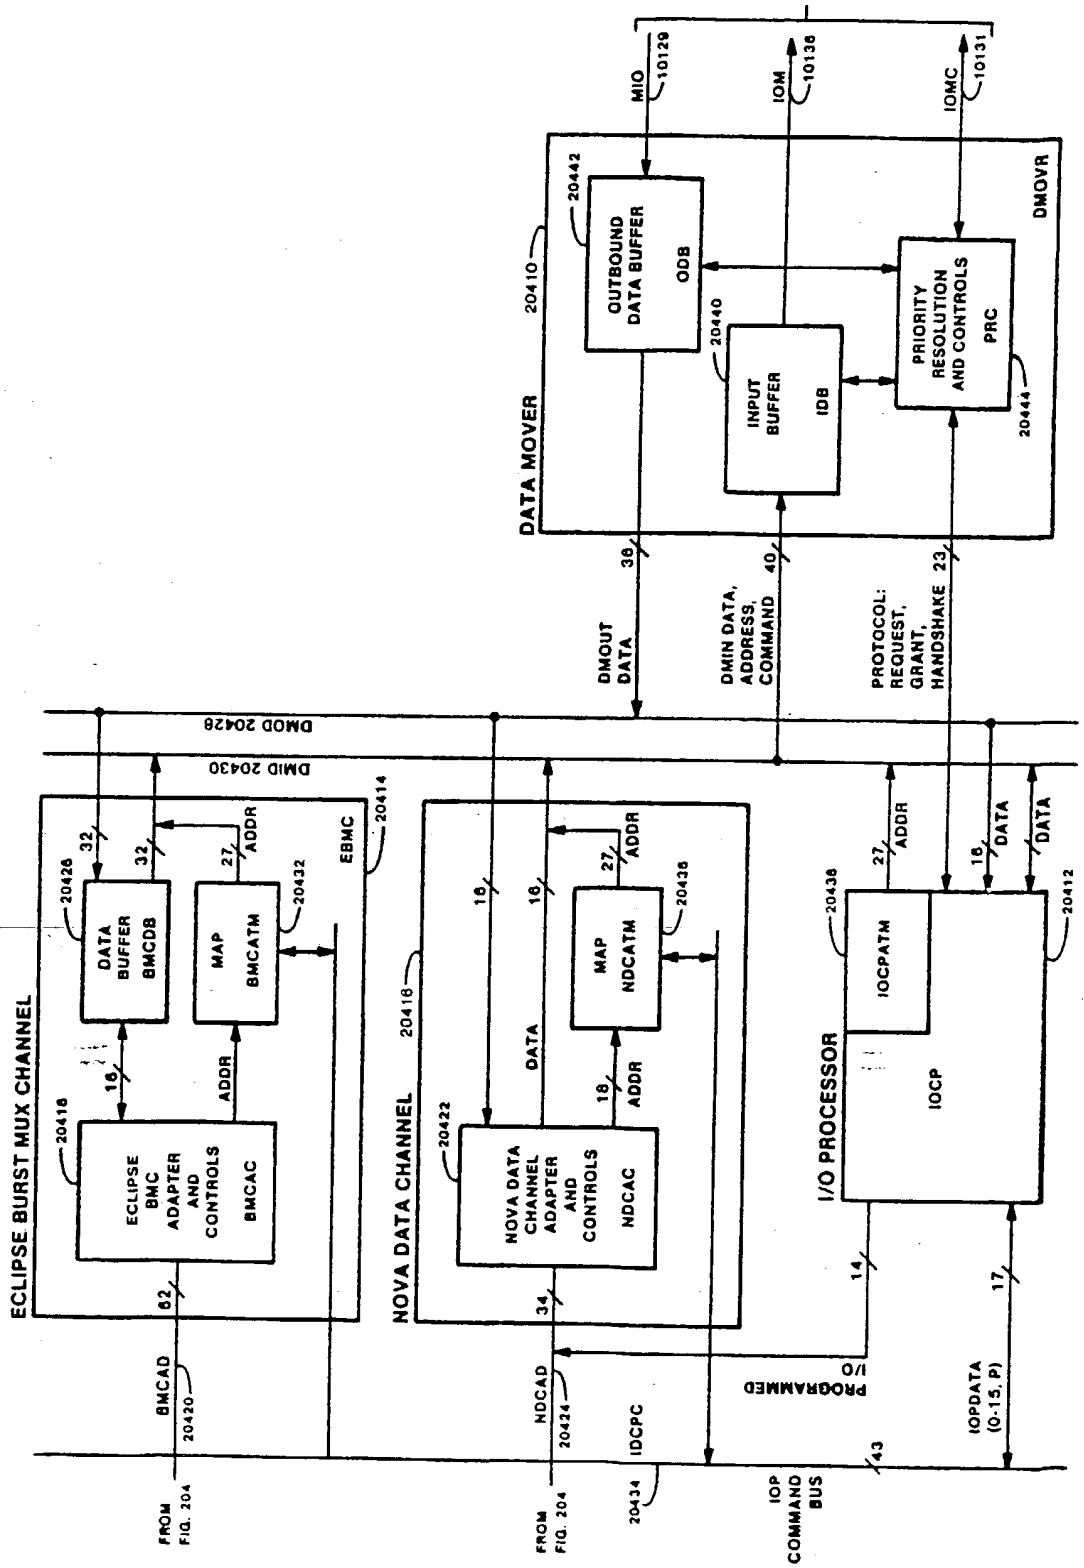 ECLIPSE BURST MUX CHANNEL
FROM
FIG. 204
BMCAD
20420
62
20418
ECLIPSE
BMC
ADAPTER
AND
CONTROLS
BMCAC
16
ADDR
20426
DATA
BUFFER
BMCDB
MAP
BMCATM
20432
32
32
27
ADDR
EBMC
20414
DMID 20430
DMOD 20428
NOVA DATA CHANNEL
20416
FROM
FIG. 204
NDCAD
20424
34
20422
NOVA DATA
CHANNEL
ADAPTER
AND
CONTROLS
NDCAC
16
16
DATA
18
ADDR
MAP
NDCATM
20436
27
ADDR
IDCPC
20434
PROGRAMMED
I/O
14
IOP
COMMAND
BUS
43
IOPDATA
(0-15, P)
17
I/O PROCESSOR
IOCP
IOCPATM
20438
27
ADDR
16
DATA
DATA
20412
DMOUT
DATA
36
DMIN DATA,
ADDRESS,
COMMAND
40
PROTOCOL:
REQUEST,
GRANT,
HANDSHAKE
23
DATA MOVER
20410
OUTBOUND
DATA BUFFER
ODB
20442
INPUT
BUFFER
IDB
20440
PRIORITY
RESOLUTION
AND CONTROLS
PRC
20444
DMOVR
MIO
10129
IOM
10136
IOMC
10131